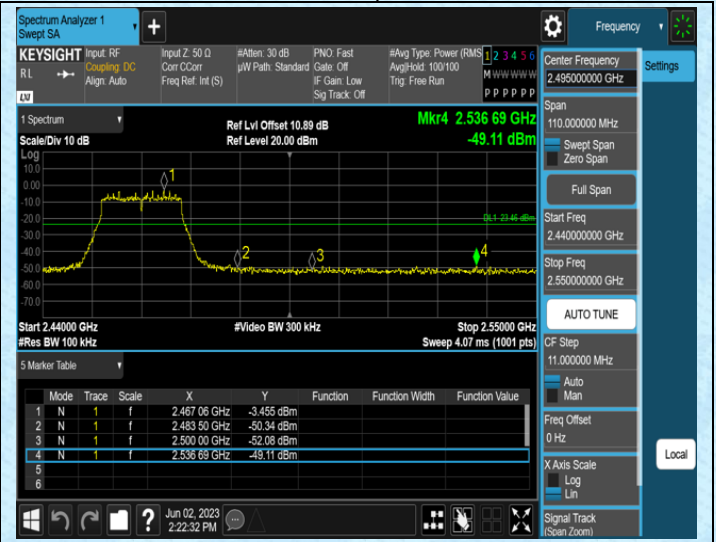 Spectrum Analyzer 1
Swept SA
+
Frequency
KEYSIGHT Input: RF
RL Coupling: DC
Align: Auto
LXI
Input Z: 50 Ω
Corr CCorr
Freq Ref: Int (S)
#Atten: 30 dB
µW Path: Standard
PNO: Fast
Gate: Off
IF Gain: Low
Sig Track: Off
#Avg Type: Power (RMS
Avg|Hold: 100/100
Trig: Free Run
1 2 3 4 5 6
M W W W W W
P P P P P P
1 Spectrum
Scale/Div 10 dB
Log
Ref Lvl Offset 10.89 dB
Ref Level 20.00 dBm
Mkr4 2.536 69 GHz
-49.11 dBm
10.0
0.00
-10.0
-20.0
-30.0
-40.0
-50.0
-60.0
-70.0
1
2
3
4
DL1 -23.46 dBm
Start 2.44000 GHz
#Res BW 100 kHz
#Video BW 300 kHz
Stop 2.55000 GHz
Sweep 4.07 ms (1001 pts)
5 Marker Table
Mode Trace Scale X Y Function Function Width Function Value
1 N 1 f 2.467 06 GHz -3.455 dBm
2 N 1 f 2.483 50 GHz -50.34 dBm
3 N 1 f 2.500 00 GHz -52.08 dBm
4 N 1 f 2.536 69 GHz -49.11 dBm
5
6
?
Jun 02, 2023
2:22:32 PM
Center Frequency
2.495000000 GHz
Span
110.000000 MHz
Swept Span
Zero Span
Full Span
Start Freq
2.440000000 GHz
Stop Freq
2.550000000 GHz
AUTO TUNE
CF Step
11.000000 MHz
Auto
Man
Freq Offset
0 Hz
X Axis Scale
Log
Lin
Signal Track
(Span Zoom)
Settings
Local